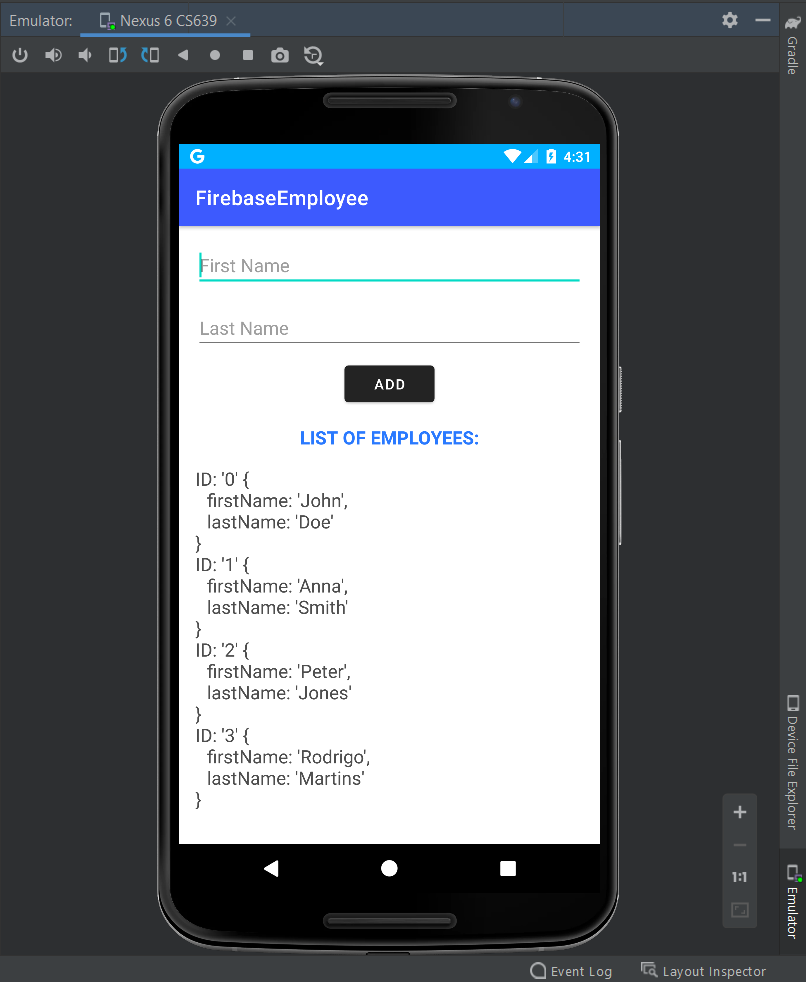 Emulator: Nexus 6 CS639
Gradle
G 4:31
FirebaseEmployee
First Name
Last Name
ADD
LIST OF EMPLOYEES:
ID: '0' {
firstName: 'John',
lastName: 'Doe'
}
ID: '1' {
firstName: 'Anna',
lastName: 'Smith'
}
ID: '2' {
firstName: 'Peter',
lastName: 'Jones'
}
ID: '3' {
firstName: 'Rodrigo',
lastName: 'Martins'
}
Device File Explorer
1:1
Emulator
Event Log Layout Inspector